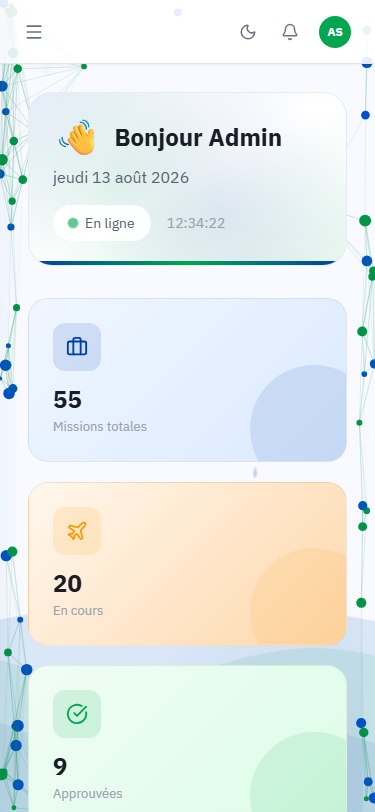 AS
Bonjour Admin
jeudi 13 août 2026
En ligne
12:34:22
55
Missions totales
20
En cours
9
Approuvées